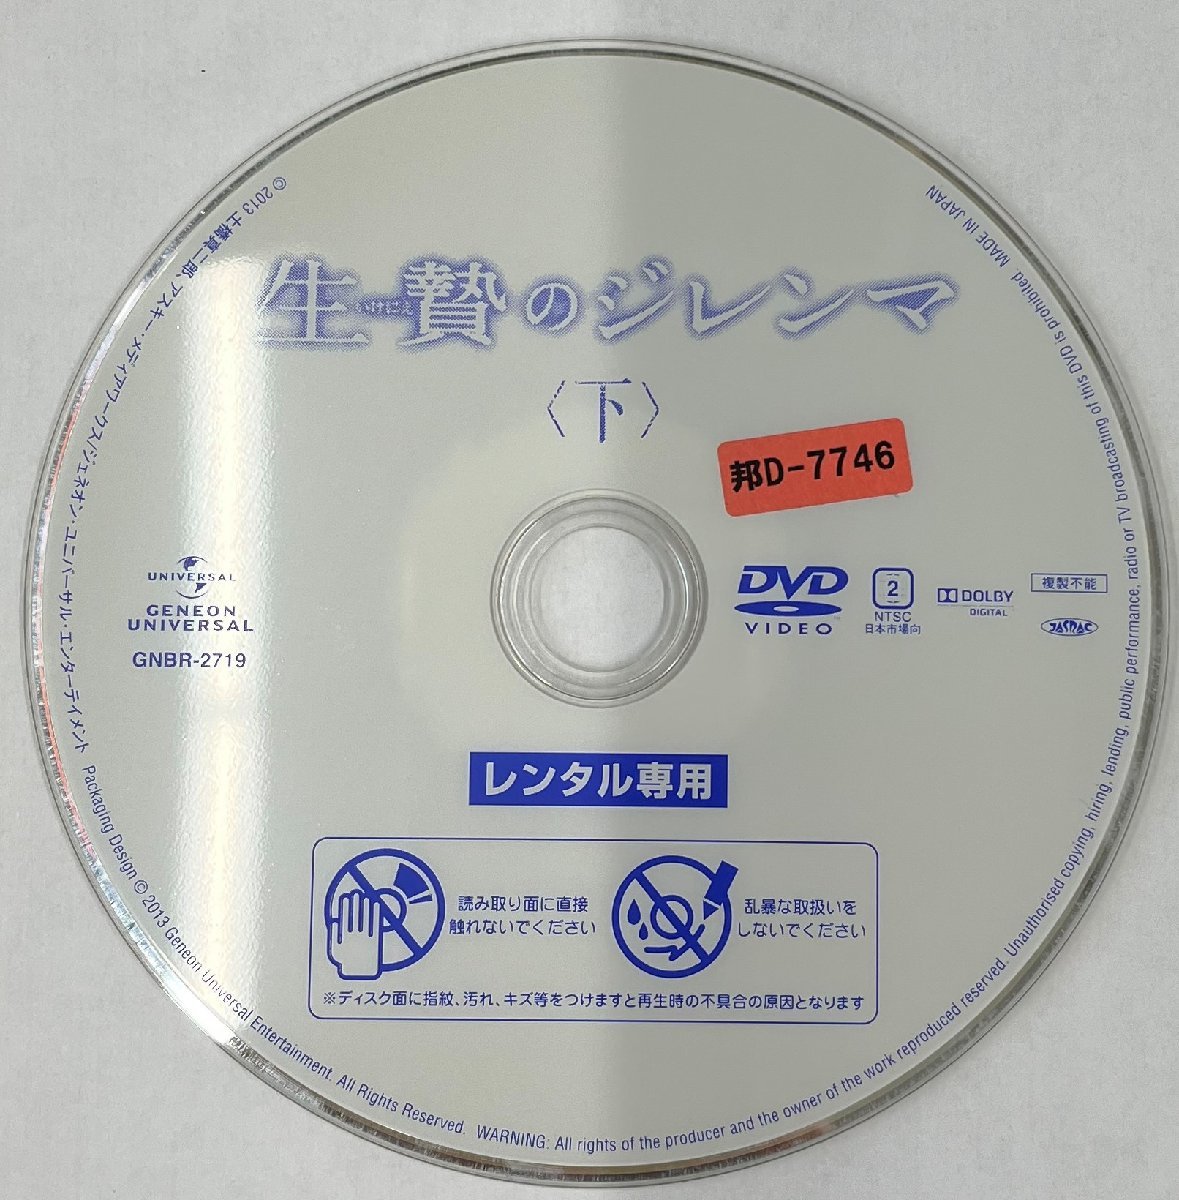 生贄のジレンマ
いけにえ
〈下〉
邦D-7746
UNIVERSAL
GENEON
UNIVERSAL
GNBR-2719
DVD
VIDEO
2
NTSC
日本市場向
DOLBY
DIGITAL
複製不能
JASRAC
レンタル専用
読み取り面に直接
触れないでください
乱暴な取扱いを
しないでください
※ディスク面に指紋、汚れ、キズ等をつけますと再生時の不具合の原因となります
© 2013 土橋真二郎、アスキー・メディアワークス/ジェネオン・ユニバーサル・エンターテイメント Packaging Design © 2013 Geneon Universal Entertainment. All Rights Reserved. WARNING: All rights of the producer and the owner of the work reproduced reserved. Unauthorised copying, hiring, lending, public performance, radio or TV broadcasting of this DVD is prohibited MADE IN JAPAN